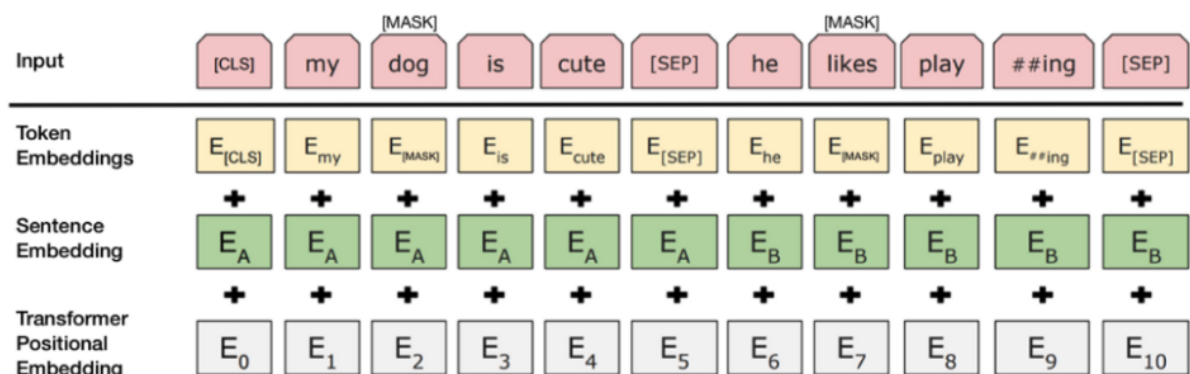 [MASK] [MASK]
Input [CLS] my dog is cute [SEP] he likes play ##ing [SEP]
Token
Embeddings
E[CLS] Emy E[MASK] Eis Ecute E[SEP] Ehe E[MASK] Eplay E##ing E[SEP]
+ + + + + + + + + + +
Sentence
Embedding
EA EA EA EA EA EA EB EB EB EB EB
+ + + + + + + + + + +
Transformer
Positional
Embedding
E0 E1 E2 E3 E4 E5 E6 E7 E8 E9 E10